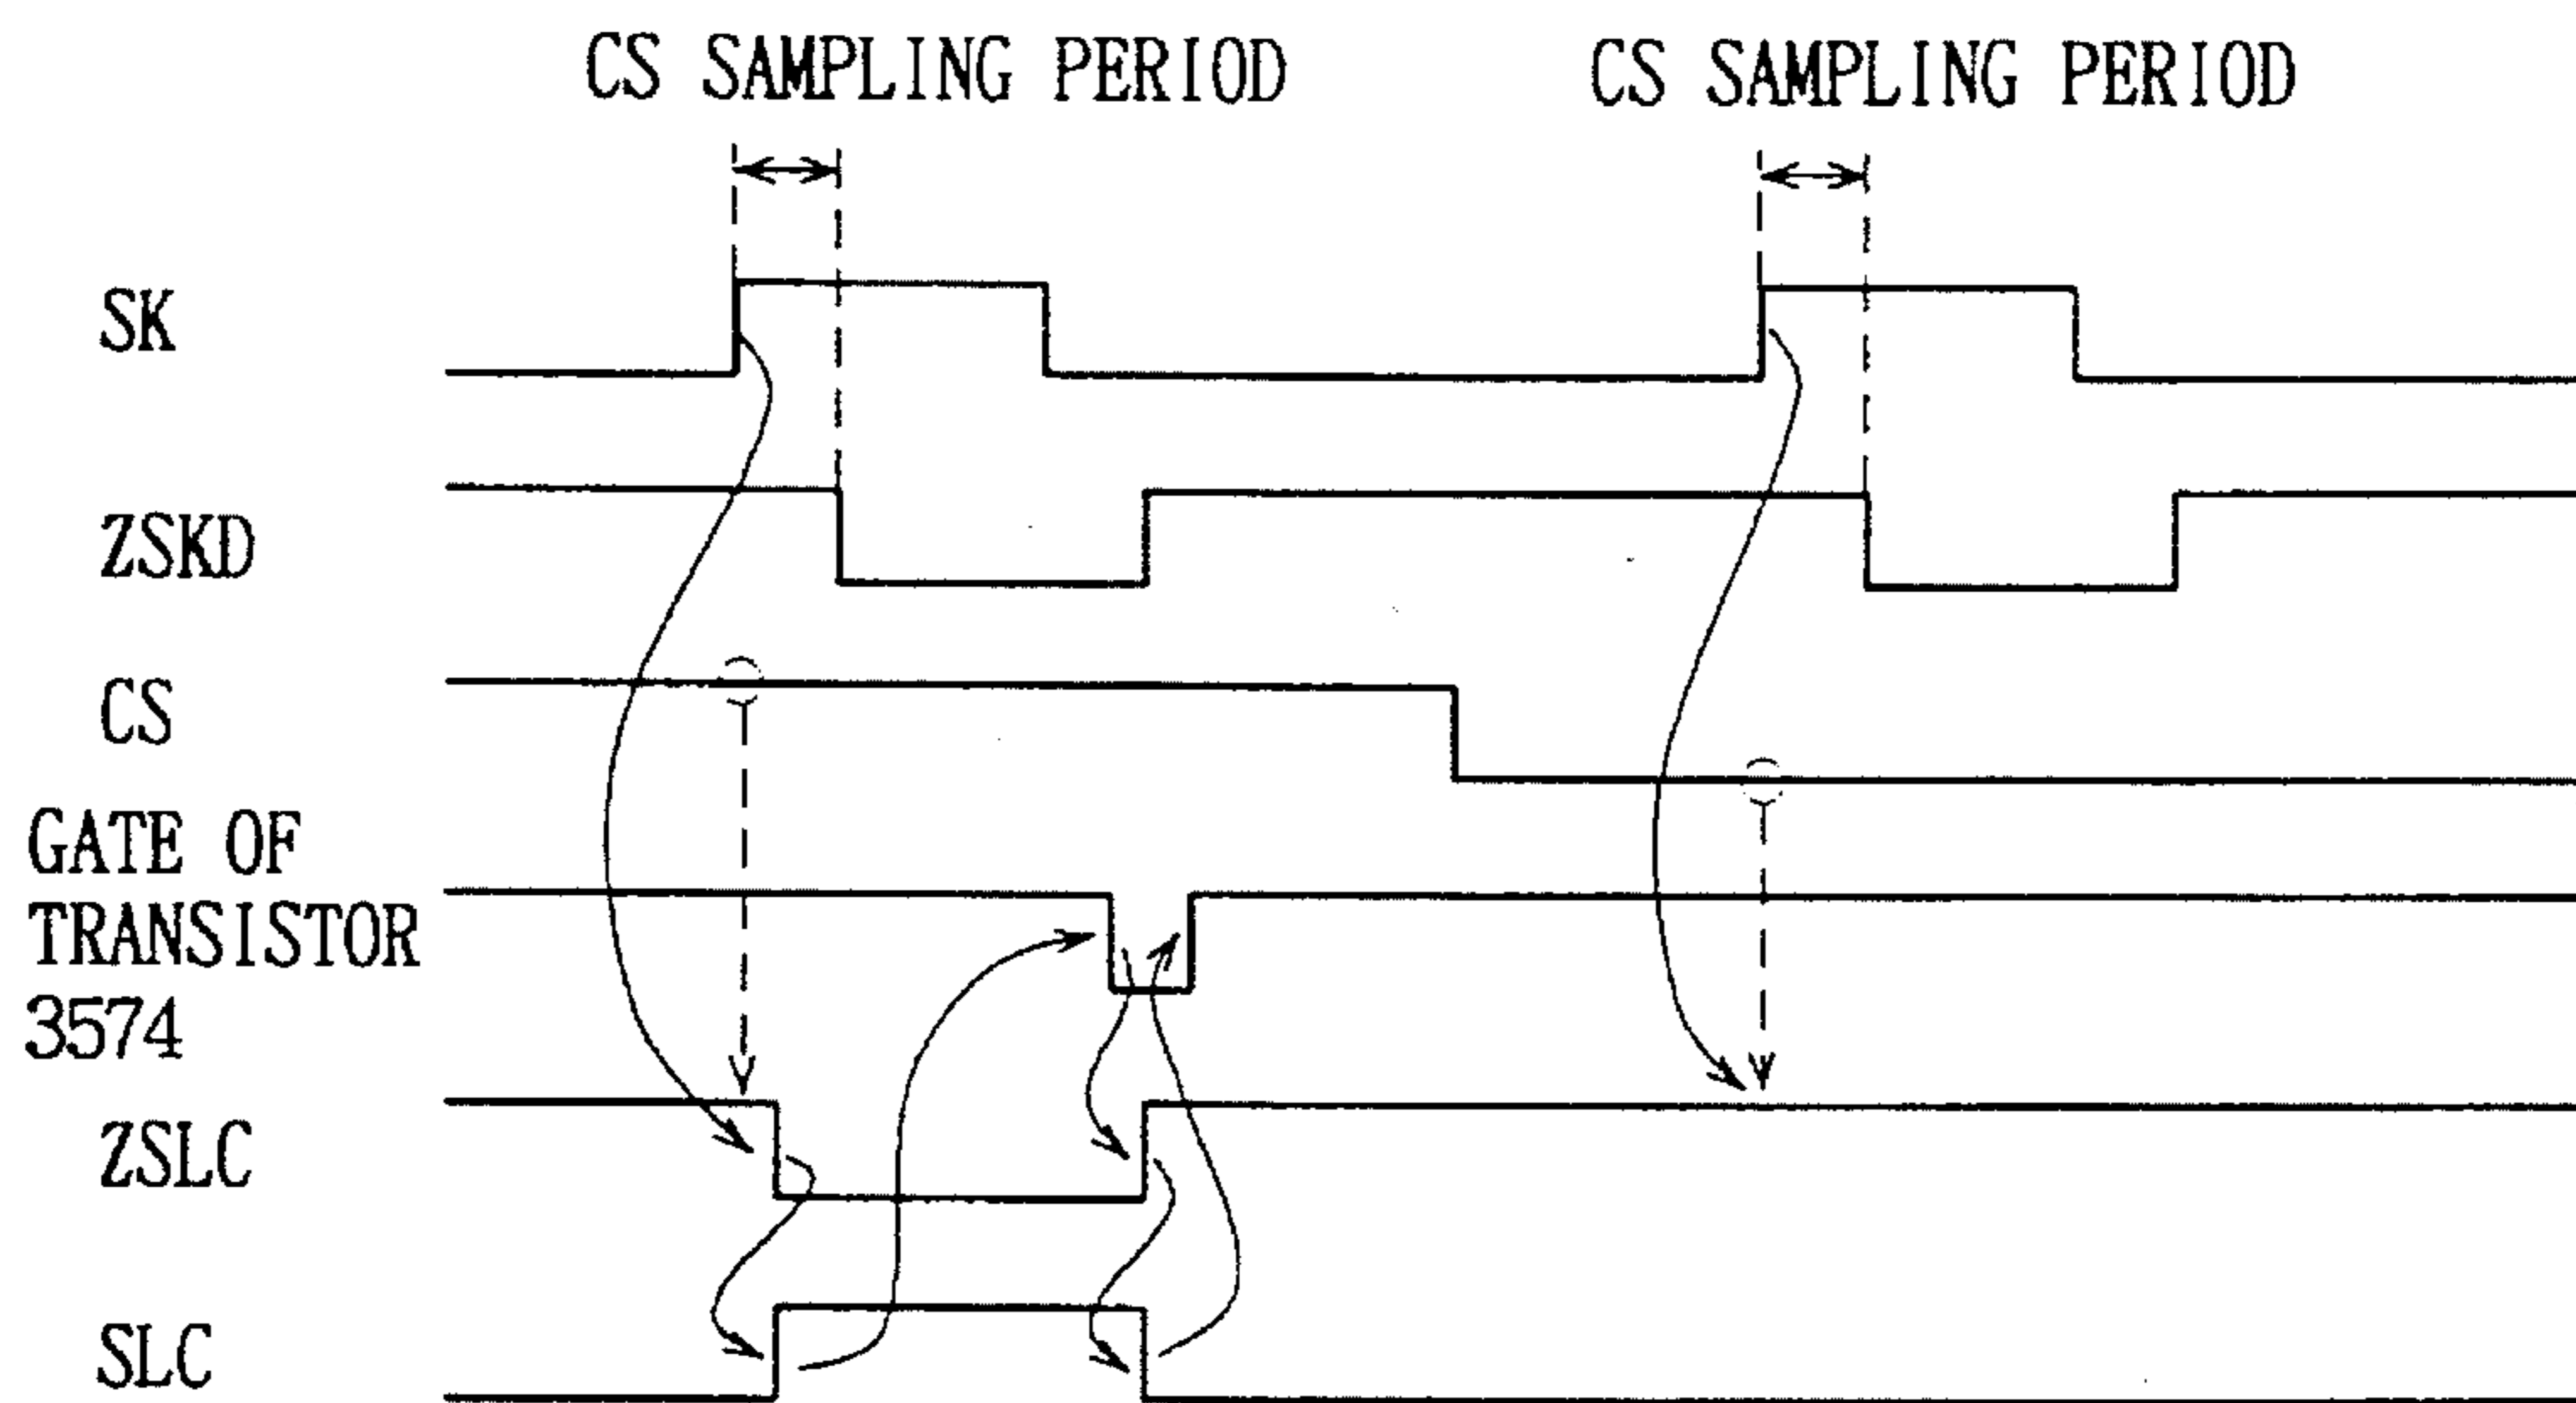 CS SAMPLING PERIOD
CS SAMPLING PERIOD
SK
ZSKD
CS
GATE OF
TRANSISTOR
3574
ZSLC
SLC